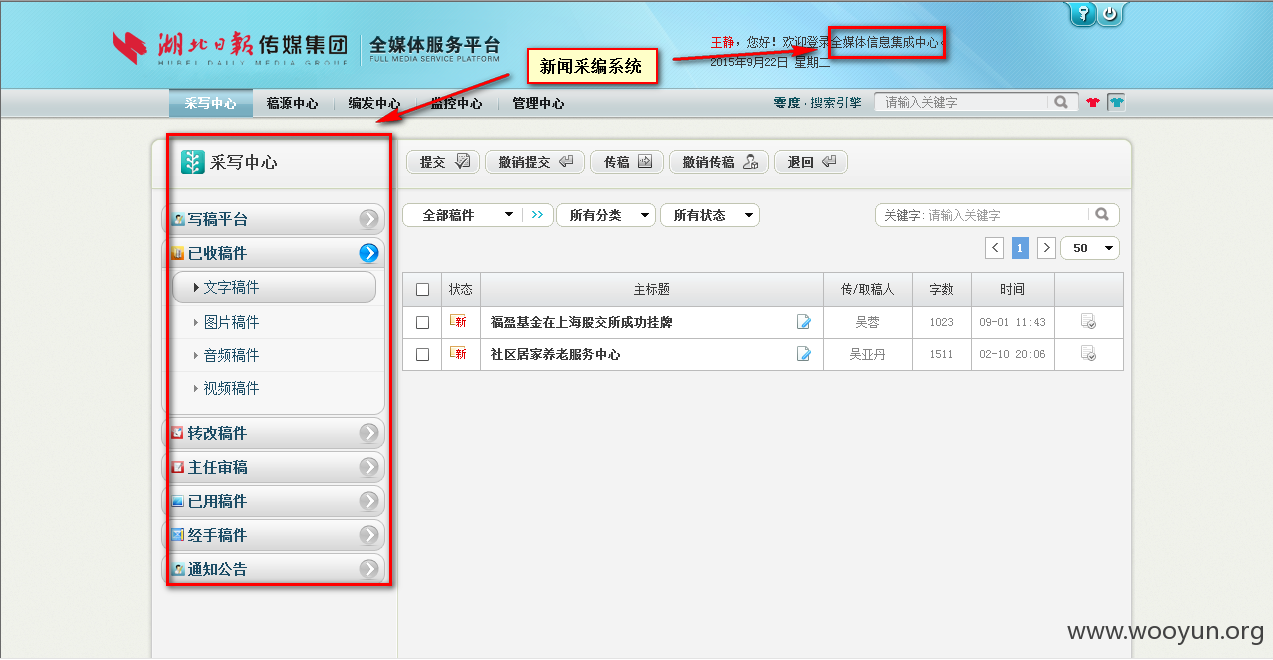 湖北日报传媒集团
HUBEI DAILY MEDIA GROUP
全媒体服务平台
FULL MEDIA SERVICE PLATFORM
新闻采编系统
王静，您好！欢迎登录全媒体信息集成中心。
2015年9月22日 星期二
采写中心 稿源中心 编发中心 监控中心 管理中心
零度·搜索引擎 请输入关键字
采写中心
提交 撤销提交 传稿 撤销传稿 退回
写稿平台
全部稿件 >> 所有分类 所有状态
关键字: 请输入关键字
已收稿件
< 1 > 50
文字稿件
图片稿件
音频稿件
视频稿件
状态 主标题 传/取稿人 字数 时间
新 福盈基金在上海股交所成功挂牌 吴蓉 1023 09-01 11:43
新 社区居家养老服务中心 吴亚丹 1511 02-10 20:06
转改稿件
主任审稿
已用稿件
经手稿件
通知公告
www.wooyun.org